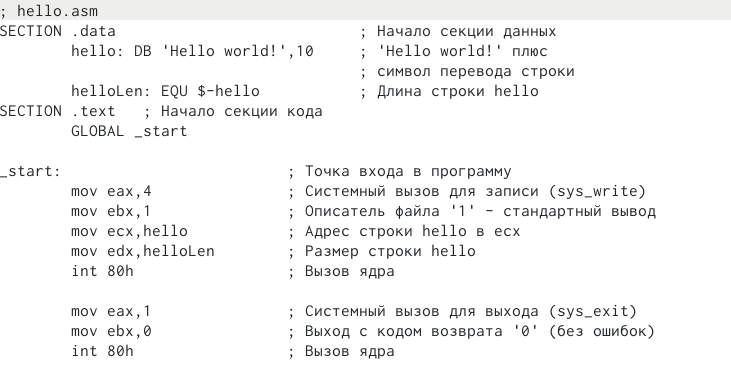 ; hello.asm
SECTION .data                           ; Начало секции данных
        hello: DB 'Hello world!',10     ; 'Hello world!' плюс
                                        ; символ перевода строки
        helloLen: EQU $-hello           ; Длина строки hello
SECTION .text   ; Начало секции кода
        GLOBAL _start

_start:                         ; Точка входа в программу
        mov eax,4               ; Системный вызов для записи (sys_write)
        mov ebx,1               ; Описатель файла '1' - стандартный вывод
        mov ecx,hello           ; Адрес строки hello в ecx
        mov edx,helloLen        ; Размер строки hello
        int 80h                 ; Вызов ядра

        mov eax,1               ; Системный вызов для выхода (sys_exit)
        mov ebx,0               ; Выход с кодом возврата '0' (без ошибок)
        int 80h                 ; Вызов ядра